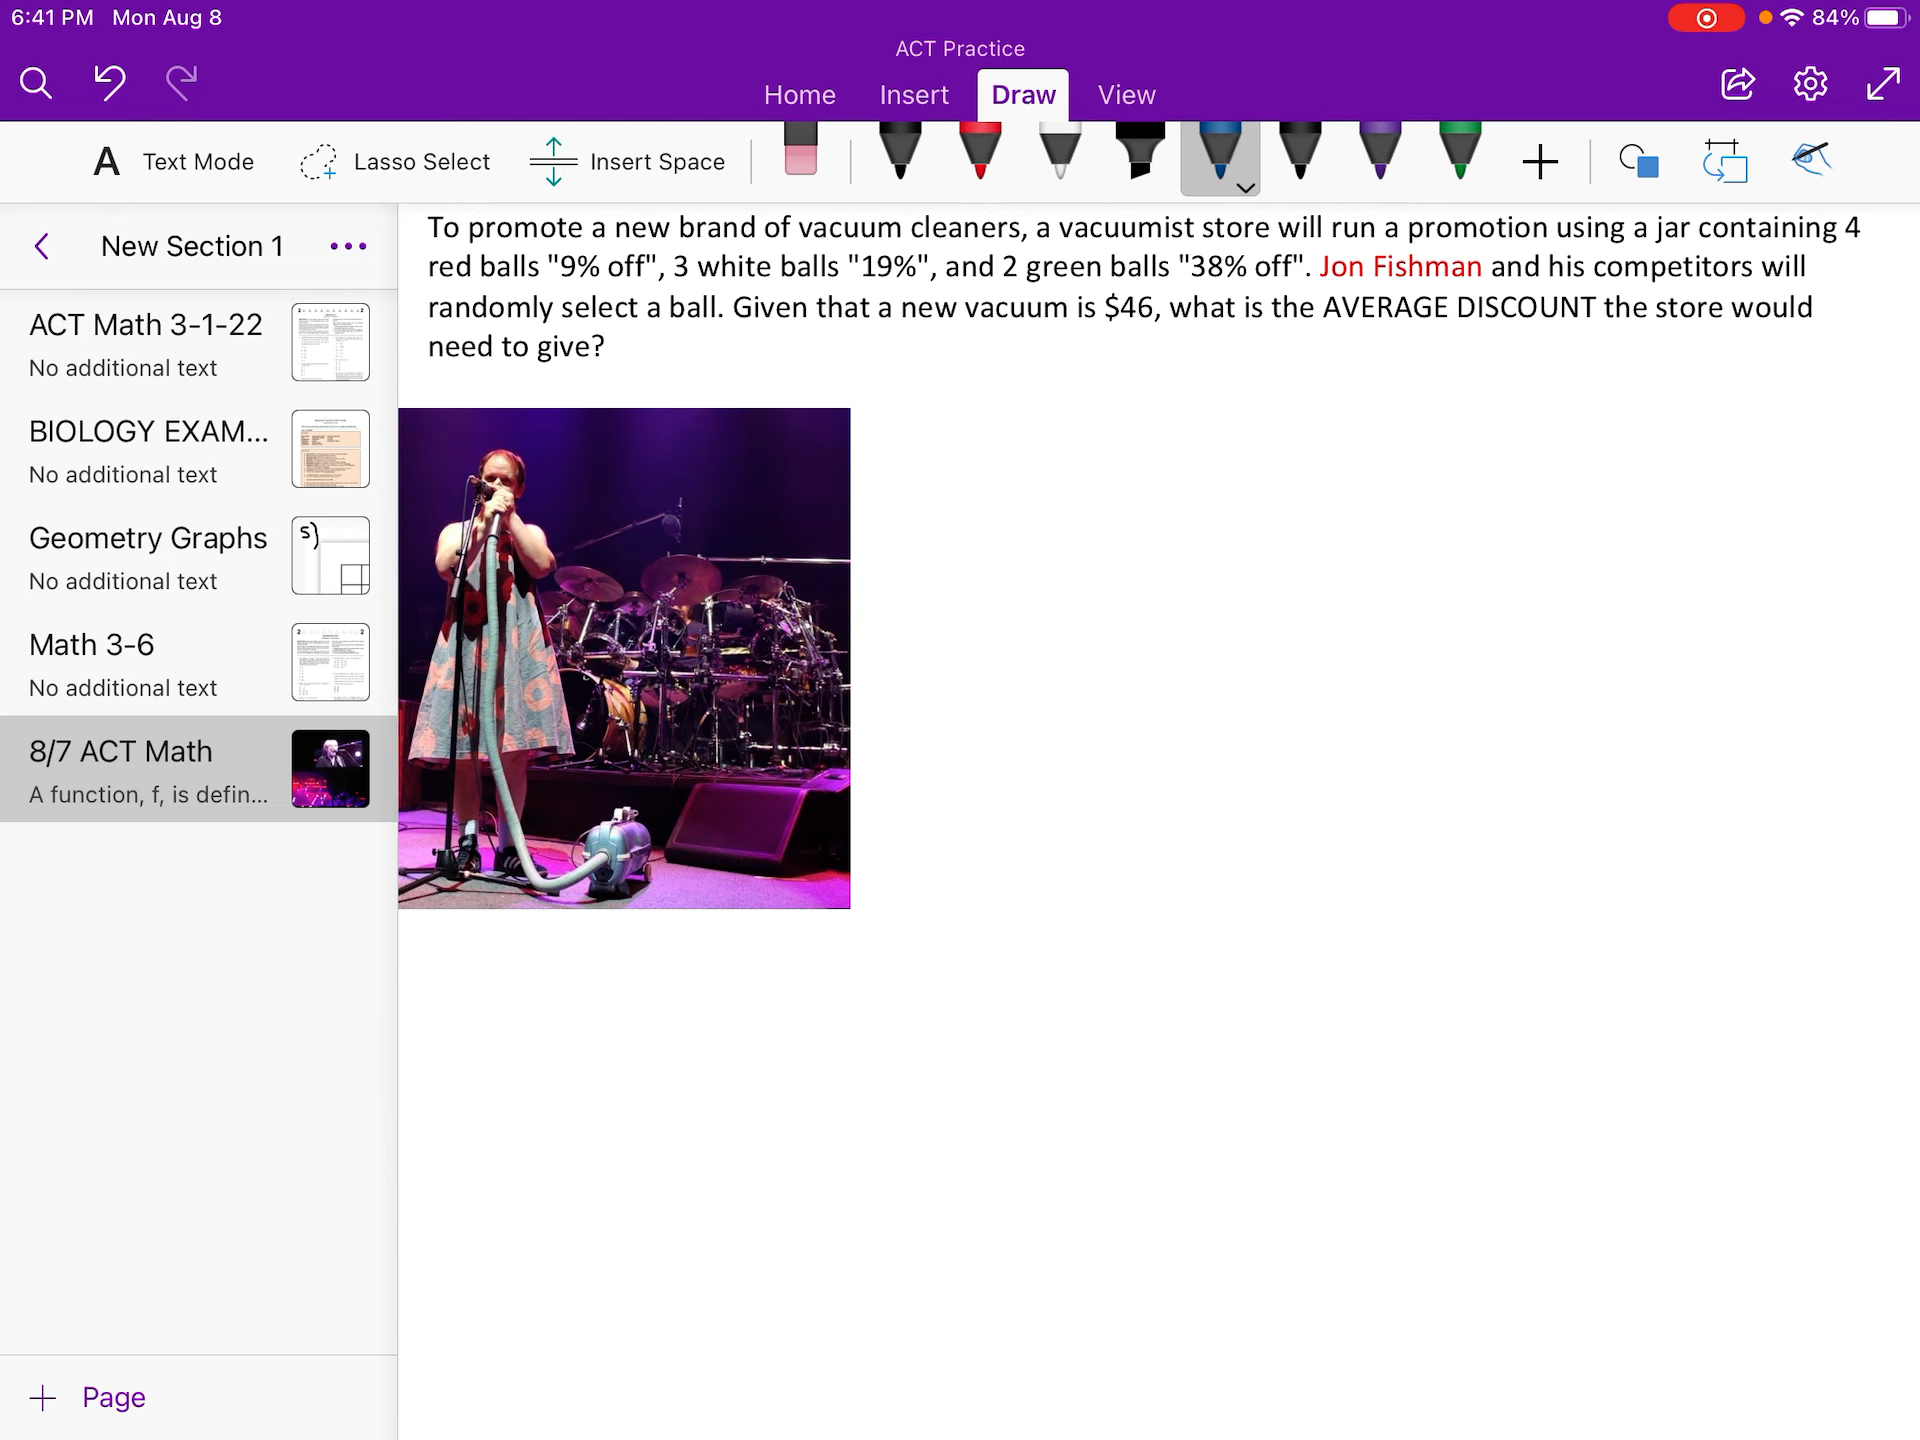 6:41 PM Mon Aug 8
84%
ACT Practice
Home Insert Draw View
A Text Mode Lasso Select Insert Space
New Section 1
ACT Math 3-1-22
No additional text
BIOLOGY EXAM...
No additional text
Geometry Graphs
No additional text
5)
Math 3-6
No additional text
8/7 ACT Math
A function, f, is defin...
Page
To promote a new brand of vacuum cleaners, a vacuumist store will run a promotion using a jar containing 4
red balls "9% off", 3 white balls "19%", and 2 green balls "38% off". Jon Fishman and his competitors will
randomly select a ball. Given that a new vacuum is $46, what is the AVERAGE DISCOUNT the store would
need to give?